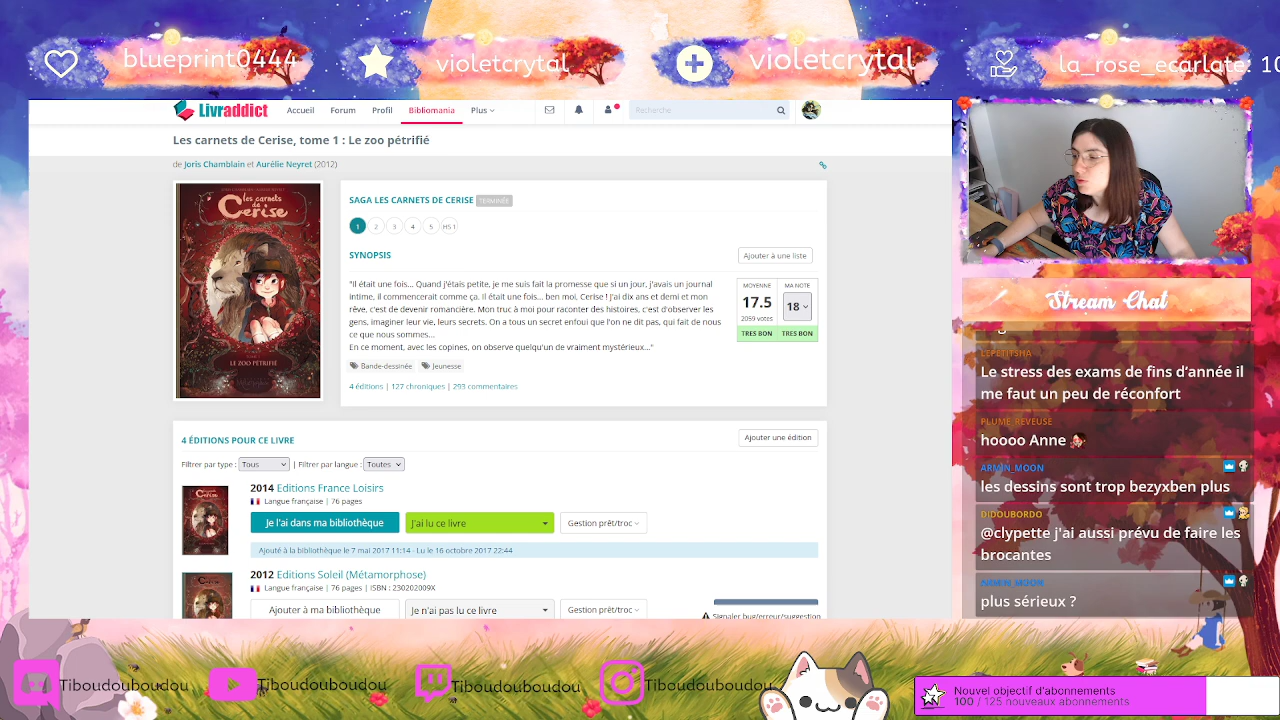 blueprint0444
violetcrytal
violetcrytal
la_rose_ecarlate: 10
Livraddict
Accueil
Forum
Profil
Bibliomania
Plus
Recherche
Les carnets de Cerise, tome 1 : Le zoo pétrifié
de Joris Chamblain et Aurélie Neyret (2012)
les carnets
de
Cerise
LE ZOO PÉTRIFIÉ
SAGA LES CARNETS DE CERISE TERMINÉE
1 2 3 4 5 HS 1
SYNOPSIS
Ajouter à une liste
"Il était une fois... Quand j'étais petite, je me suis fait la promesse que si un jour, j'avais un journal
intime, il commencerait comme ça. Il était une fois... ben moi, Cerise ! J'ai dix ans et demi et mon
rêve, c'est de devenir romancière. Mon truc à moi pour raconter des histoires, c'est d'observer les
gens, imaginer leur vie, leurs secrets. On a tous un secret enfoui que l'on ne dit pas, qui fait de nous
ce que nous sommes...
En ce moment, avec les copines, on observe quelqu'un de vraiment mystérieux..."
MOYENNE
17.5
2059 votes
TRES BON
MA NOTE
18
TRES BON
Bande-dessinée Jeunesse
4 éditions | 127 chroniques | 293 commentaires
4 ÉDITIONS POUR CE LIVRE
Ajouter une édition
Filtrer par type : Tous | Filtrer par langue : Toutes
2014 Editions France Loisirs
Langue française | 76 pages
Je l'ai dans ma bibliothèque
J'ai lu ce livre
Gestion prêt/troc
Ajouté à la bibliothèque le 7 mai 2017 11:14 - Lu le 16 octobre 2017 22:44
2012 Editions Soleil (Métamorphose)
Langue française | 76 pages | ISBN : 230202009X
Ajouter à ma bibliothèque
Je n'ai pas lu ce livre
Gestion prêt/troc
Signaler bug/erreur/suggestion
Stream Chat
LEPETITSHA
Le stress des exams de fins d'année il
me faut un peu de réconfort
PLUME_REVEUSE
hoooo Anne
ARMIN_MOON
les dessins sont trop bezyxben plus
DIDOUBORDO
@clypette j'ai aussi prévu de faire les
brocantes
ARMIN_MOON
plus sérieux ?
Tiboudouboudou
Tiboudouboudou
Tiboudouboudou
Tiboudouboudou
Nouvel objectif d'abonnements
100 / 125 nouveaux abonnements